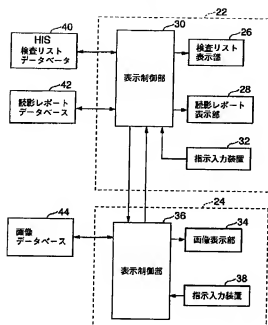 22
40
HIS
検査リスト
データベータ
30
表示制御部
26
検査リスト
表示部
42
読影レポート
データベース
28
読影レポート
表示部
32
指示入力装置
24
44
画像
データベース
36
表示制御部
34
画像表示部
38
指示入力装置